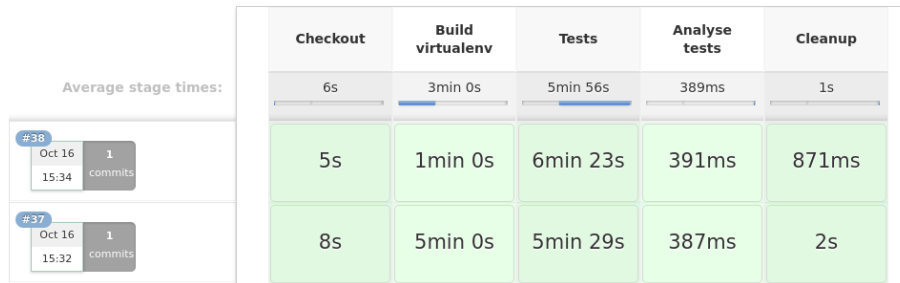 Checkout
Build
virtualenv
Tests
Analyse
tests
Cleanup
Average stage times:
6s
3min 0s
5min 56s
389ms
1s
#38
Oct 16
15:34
1
commits
5s
1min 0s
6min 23s
391ms
871ms
#37
Oct 16
15:32
1
commits
8s
5min 0s
5min 29s
387ms
2s